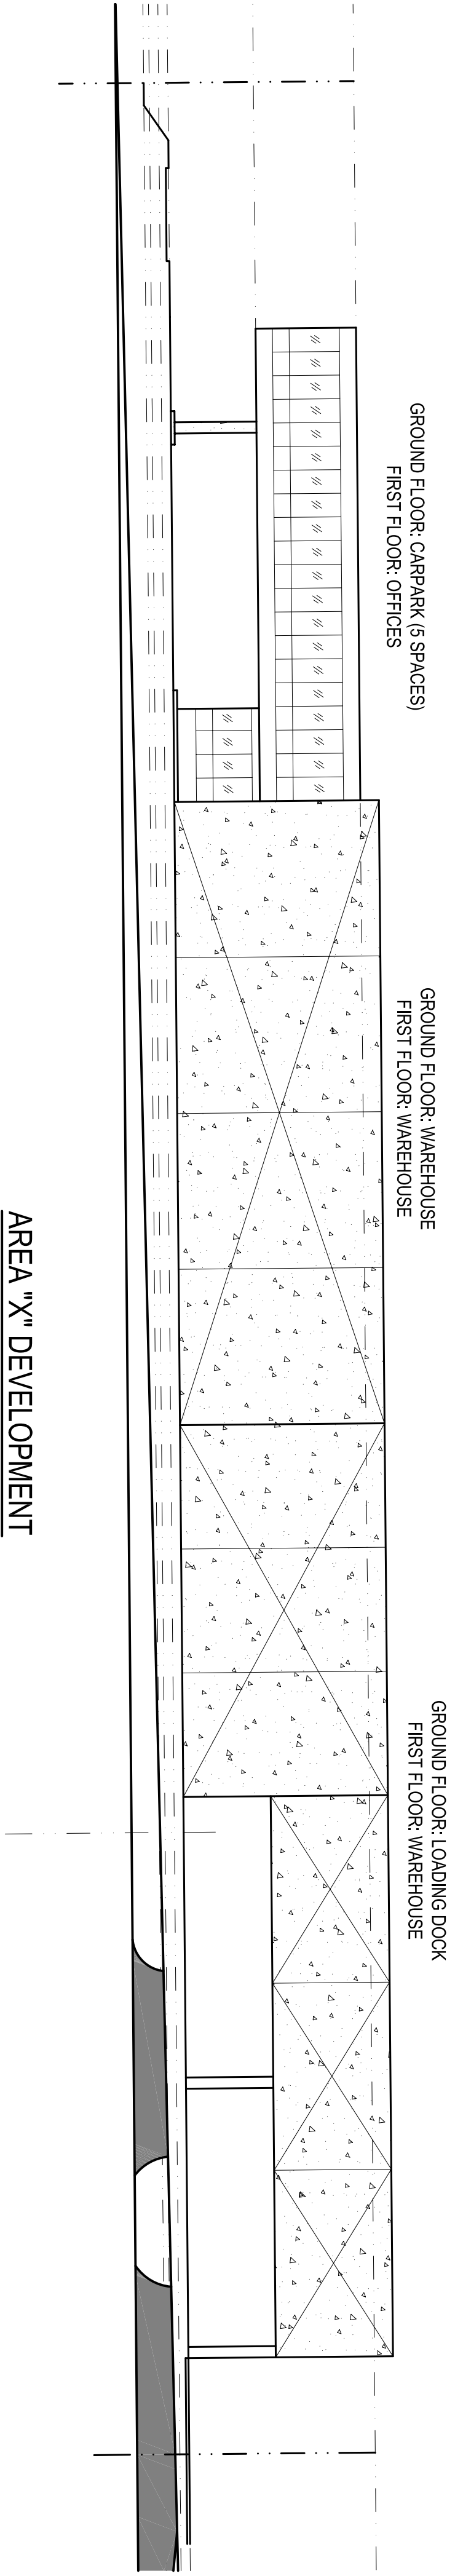 GROUND FLOOR: CARPARK (5 SPACES)
FIRST FLOOR: OFFICES
GROUND FLOOR: WAREHOUSE
FIRST FLOOR: WAREHOUSE
GROUND FLOOR: LOADING DOCK
FIRST FLOOR: WAREHOUSE
AREA "X" DEVELOPMENT